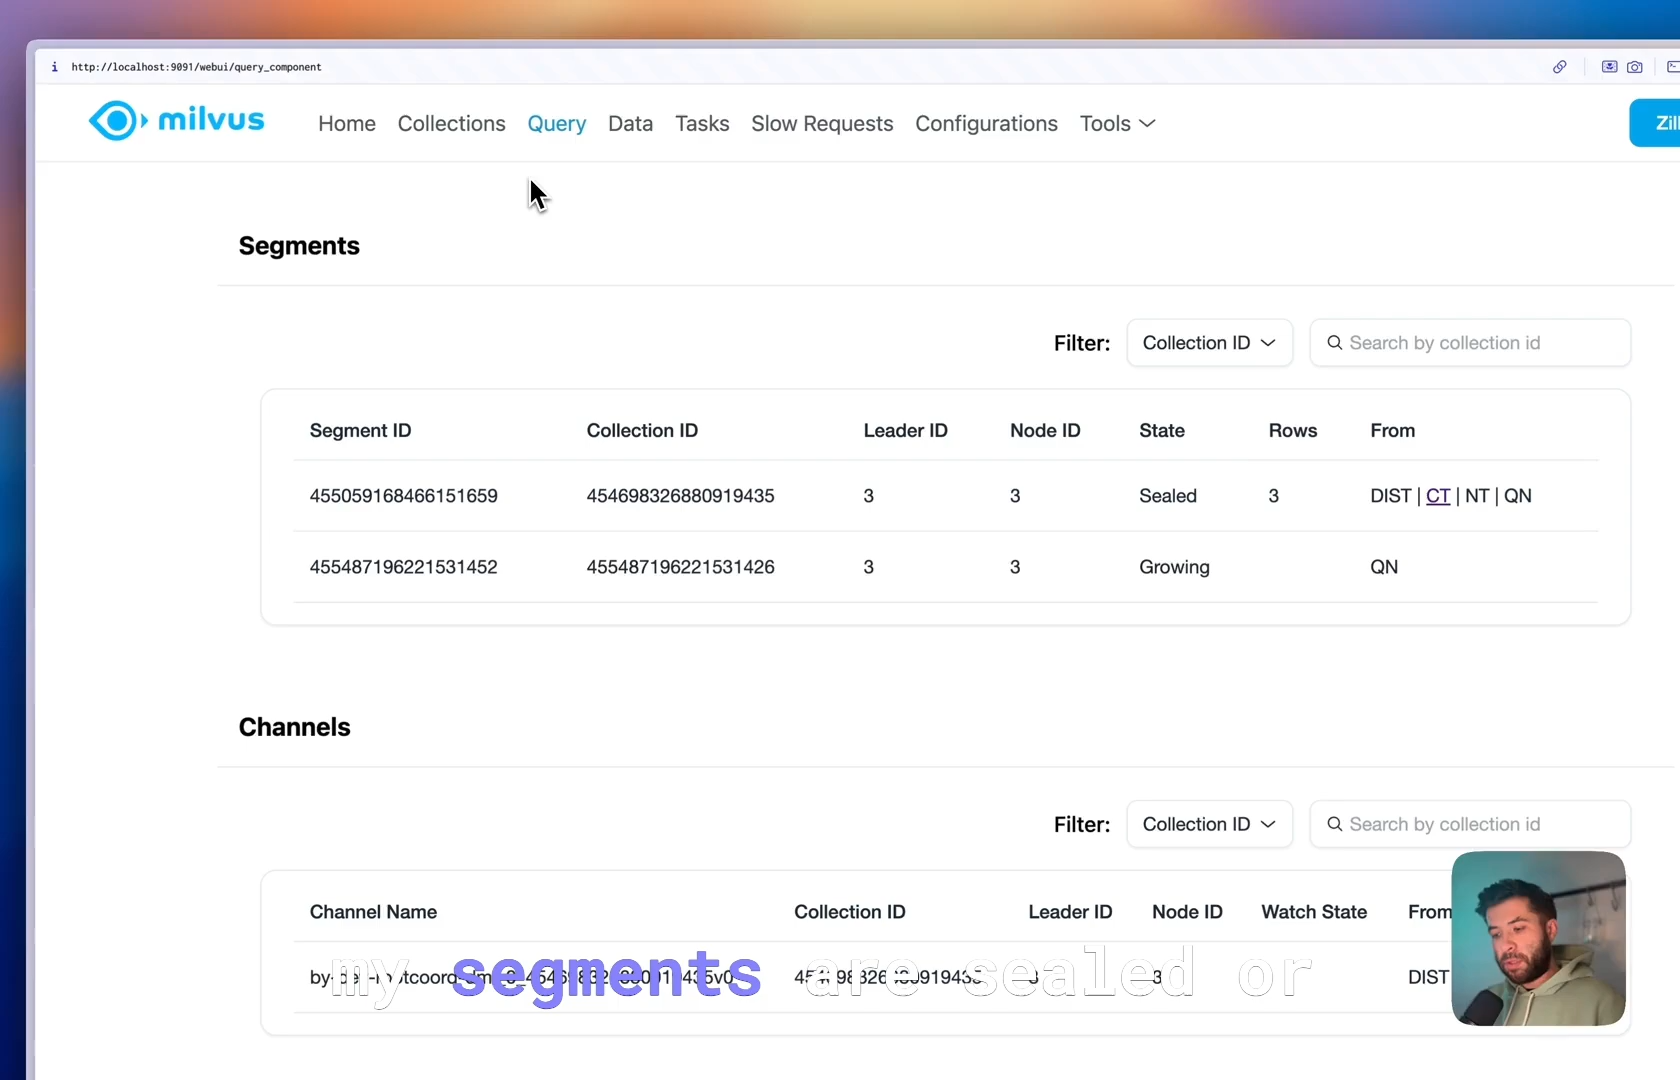 i http://localhost:9091/webui/query_component
milvus Home Collections Query Data Tasks Slow Requests Configurations Tools
Segments
Filter: Collection ID Search by collection id
Segment ID Collection ID Leader ID Node ID State Rows From
455059168466151659 454698326880919435 3 3 Sealed 3 DIST | CT | NT | QN
455487196221531452 455487196221531426 3 3 Growing QN
Channels
Filter: Collection ID Search by collection id
Channel Name Collection ID Leader ID Node ID Watch State From
DIST
my segments are sealed or